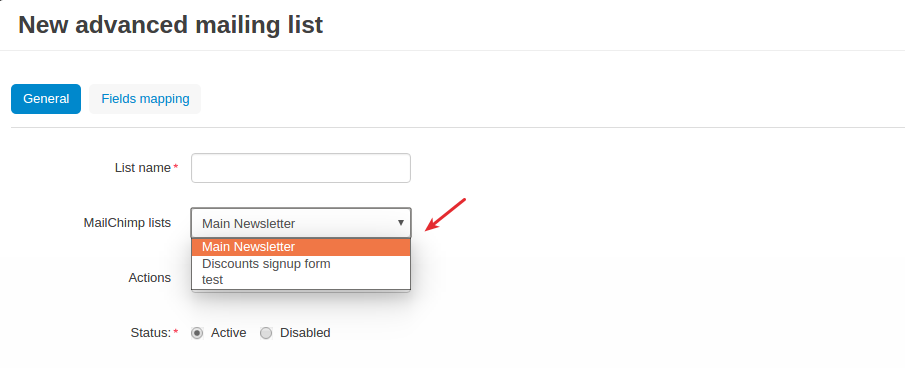 New advanced mailing list
General Fields mapping
List name*
MailChimp lists Main Newsletter
Main Newsletter
Discounts signup form
Actions
test
Status:* Active Disabled